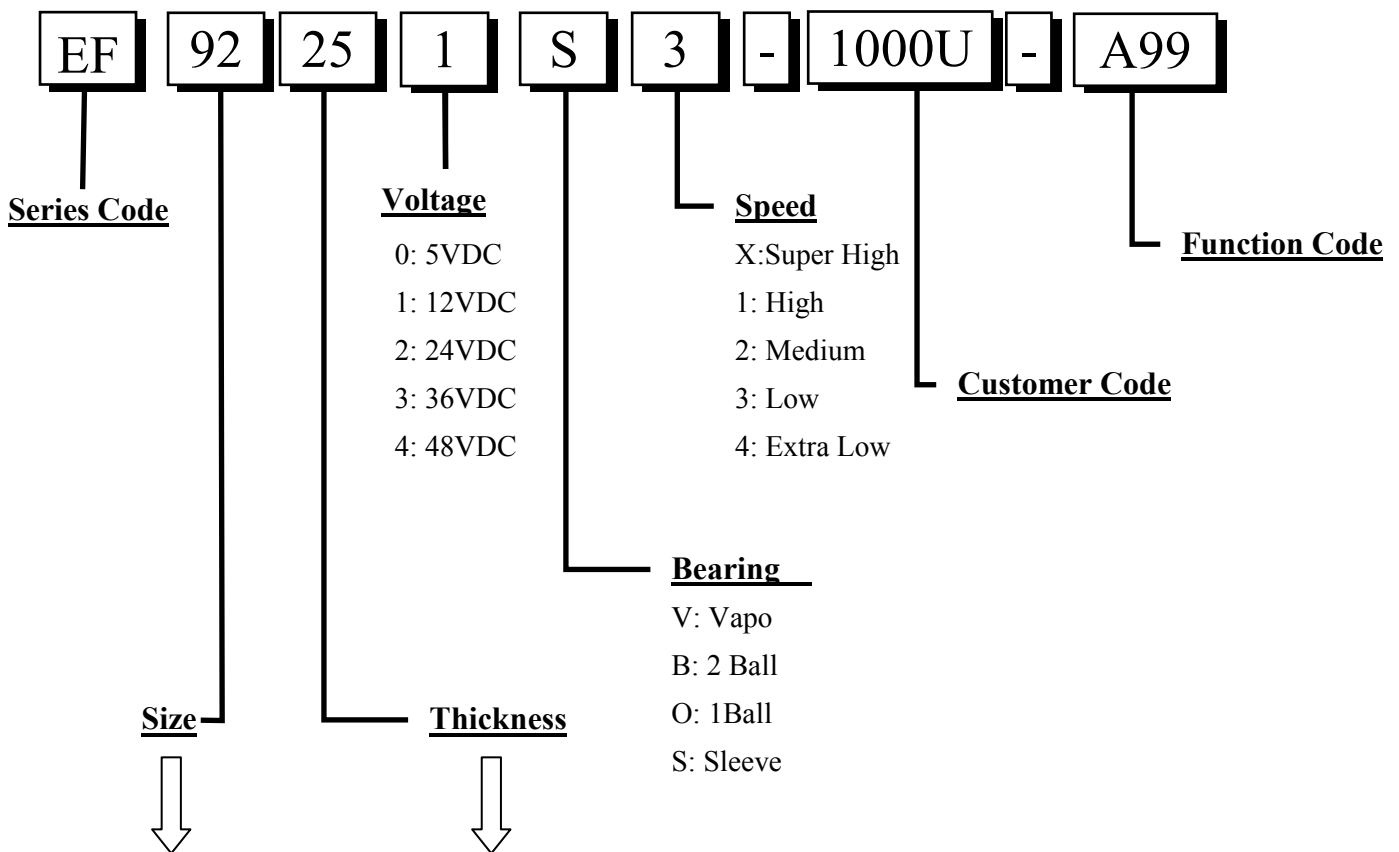 EF 92 25 1 S 3 - 1000U - A99
Series Code
Voltage
0: 5VDC
1: 12VDC
2: 24VDC
3: 36VDC
4: 48VDC
Speed
X:Super High
1: High
2: Medium
3: Low
4: Extra Low
Function Code
Customer Code
Bearing
V: Vapo
B: 2 Ball
O: 1Ball
S: Sleeve
Size
Thickness